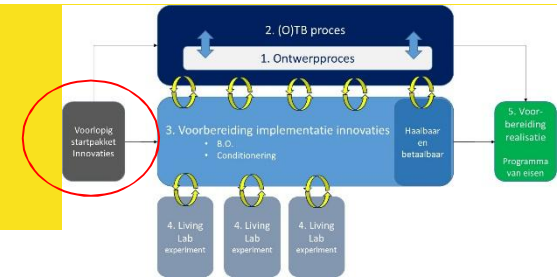 2. (O)TB proces
1. Ontwerpproces
Voorlopig
startpakket
Innovaties
3. Voorbereiding implementatie innovaties
• B.O.
• Conditionering
Haalbaar
en
betaalbaar
5. Voor-
bereiding
realisatie
Programma
van eisen
4. Living
Lab
experiment
4. Living
Lab
experiment
4. Living
Lab
experiment